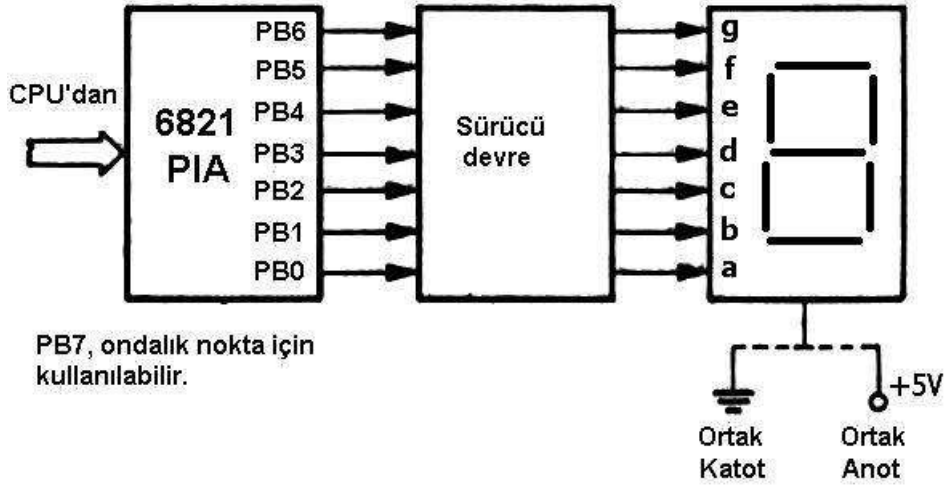 CPU'dan
6821
PIA
PB6
PB5
PB4
PB3
PB2
PB1
PB0
Sürücü
devre
g
f
e
d
c
b
a
PB7, ondalık nokta için
kullanılabilir.
+5V
Ortak
Katot
Ortak
Anot